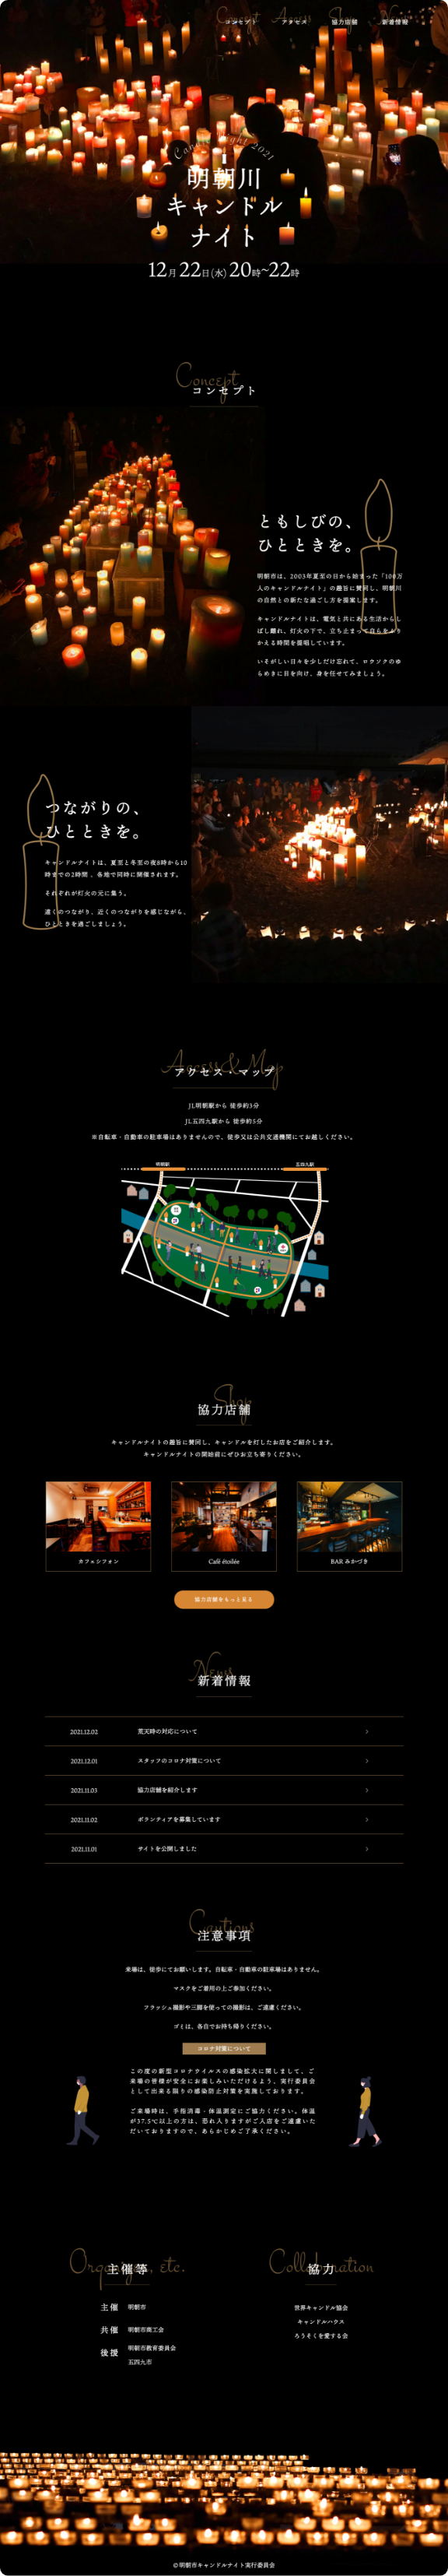 Concept
コンセプト
Access
アクセス
Shop
協力店舗
新着情報
Candle Night 2021
明朝川
キャンドル
ナイト
12月22日(水) 20時~22時
Concept
コンセプト
ともしびの、
ひとときを。
明朝市は、2003年夏至の日から始まった「100万
人のキャンドルナイト」の趣旨に賛同し、明朝川
の自然との新たな過ごし方を提案します。
キャンドルナイトは、電気と共にある生活からし
ばし離れ、灯火の下で、立ち止まって自らをふり
かえる時間を提唱しています。
いそがしい日々を少しだけ忘れて、ロウソクのゆ
らめきに目を向け、身を任せてみましょう。
つながりの、
ひとときを。
キャンドルナイトは、夏至と冬至の夜8時から10
時までの2時間、各地で同時に開催されます。
それぞれが灯火の元に集う。
遠くのつながり、近くのつながりを感じながら、
ひとときを過ごしましょう。
Access&Map
アクセス・マップ
JL明朝駅から 徒歩約3分
JL五四九駅から 徒歩約5分
※自転車・自動車の駐車場はありませんので、徒歩又は公共交通機関にてお越しください。
明朝駅
五四九駅
Shop
協力店舗
キャンドルナイトの趣旨に賛同し、キャンドルを灯したお店をご紹介します。
キャンドルナイトの開始前にぜひお立ち寄りください。
カフェシフォン
Café étoilée
BAR みかづき
協力店舗をもっと見る
News
新着情報
2021.12.02 荒天時の対応について
2021.12.01 スタッフのコロナ対策について
2021.11.03 協力店舗を紹介します
2021.11.02 ボランティアを募集しています
2021.11.01 サイトを公開しました
Cautions
注意事項
来場は、徒歩にてお願いします。自転車・自動車の駐車場はありません。
マスクをご着用の上ご参加ください。
フラッシュ撮影や三脚を使っての撮影は、ご遠慮ください。
ゴミは、各自でお持ち帰りください。
コロナ対策について
この度の新型コロナウイルスの感染拡大に関しまして、ご
来場の皆様が安全にお楽しみいただけるよう、実行委員会
として出来る限りの感染防止対策を実施しております。
ご来場時は、手指消毒・体温測定にご協力ください。体温
が37.5℃以上の方は、恐れ入りますがご入店をご遠慮いた
だいておりますので、あらかじめご了承ください。
主催等
主催 明朝市
共催 明朝市商工会
後援 明朝市教育委員会
五四九市
Collaboration
協力
世界キャンドル協会
キャンドルハウス
ろうそくを愛する会
©明朝市キャンドルナイト実行委員会